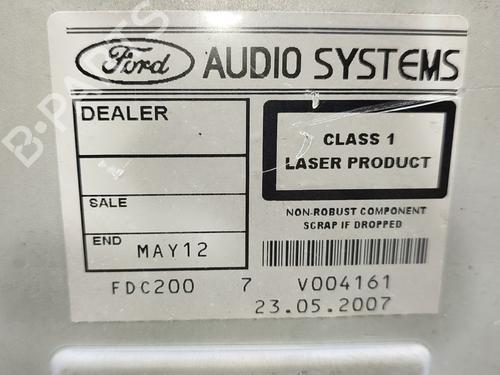 Ford AUDIO SYSTEMS
DEALER
CLASS 1
LASER PRODUCT
SALE
NON-ROBUST COMPONENT
SCRAP IF DROPPED
END MAY12
FDC200 7 V004161
23.05.2007
B-PARTS